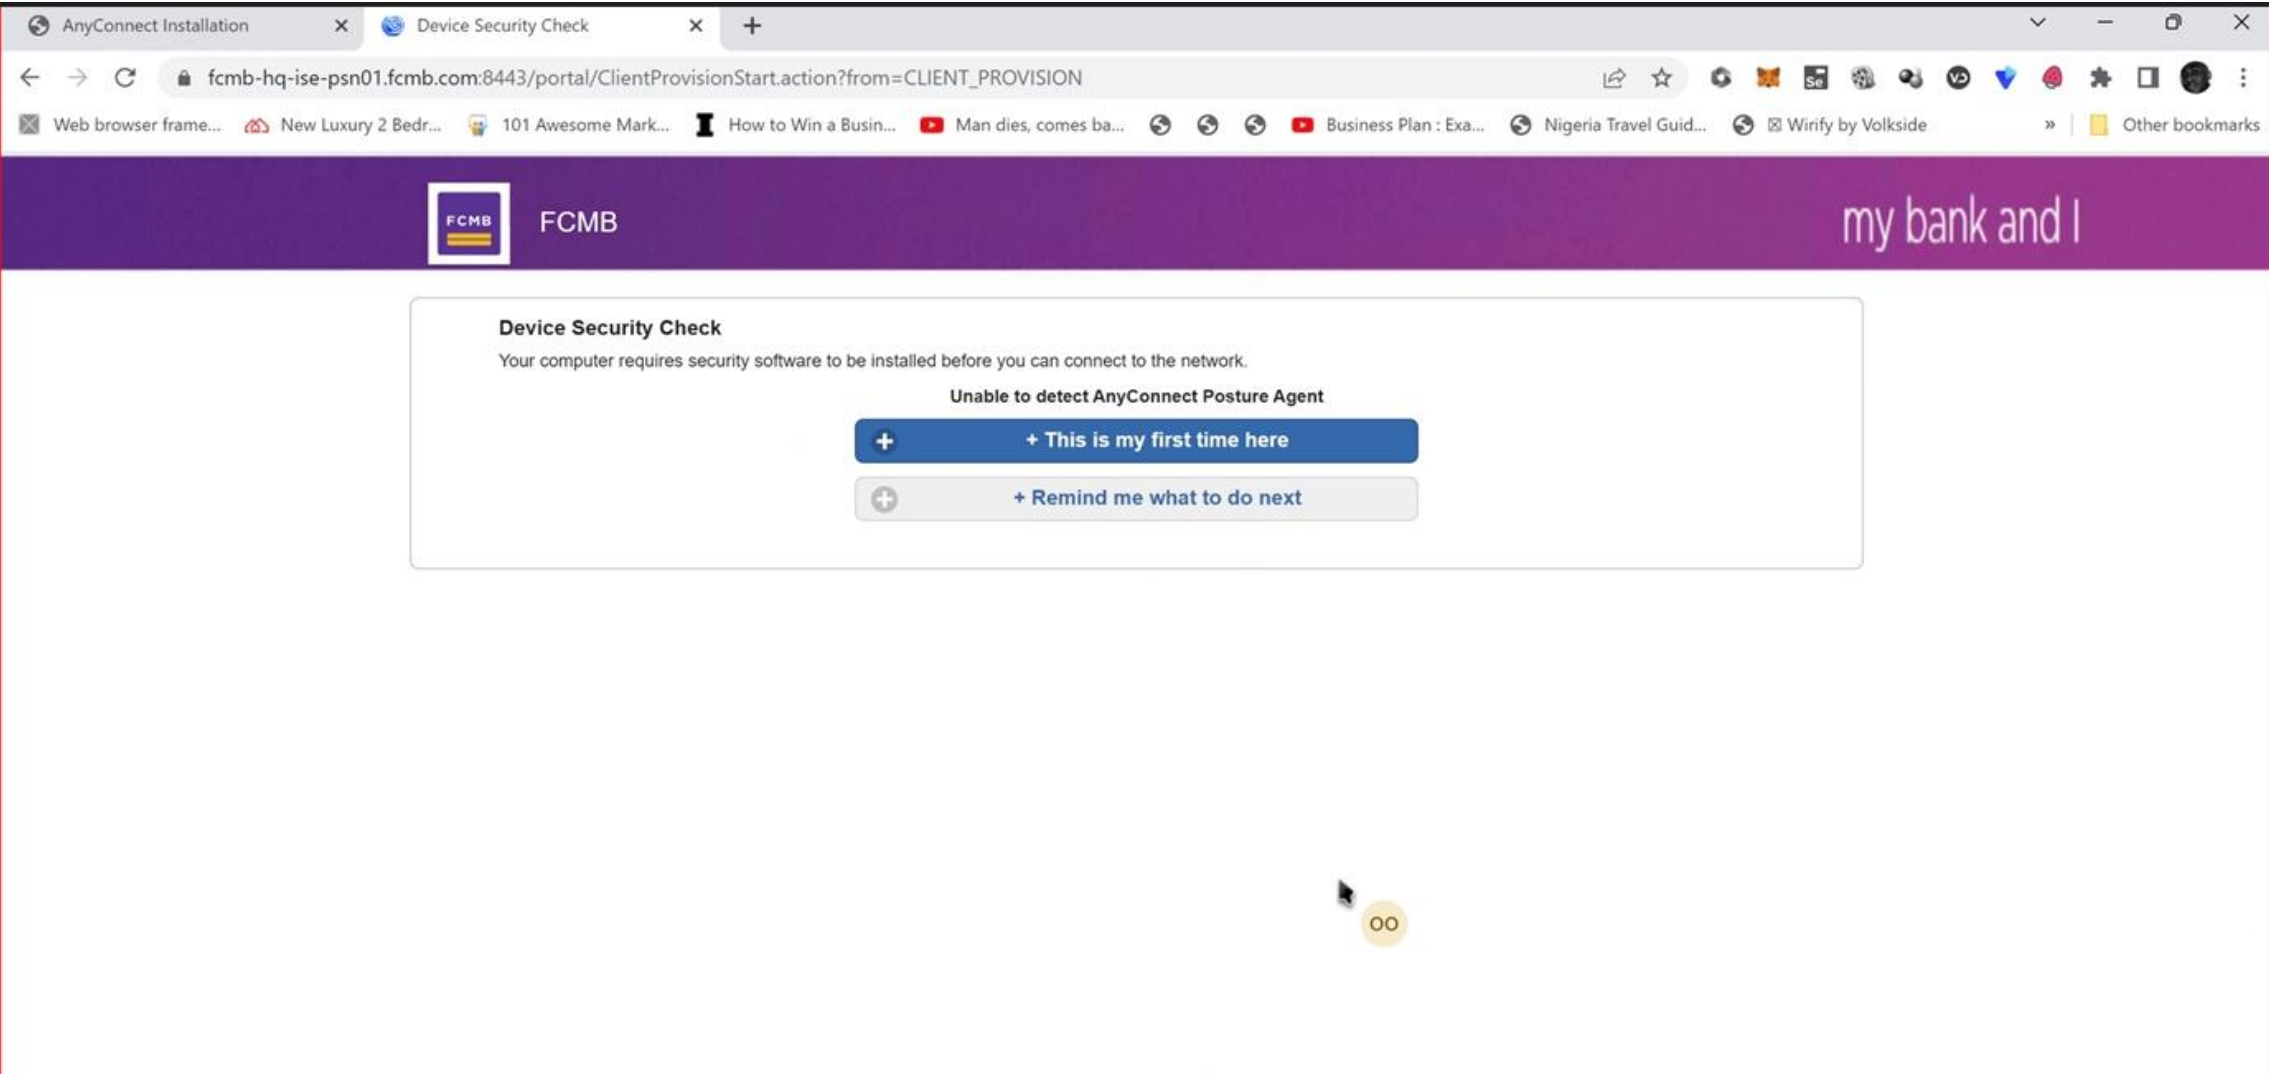 AnyConnect Installation
Device Security Check
fcmb-hq-ise-psn01.fcmb.com:8443/portal/ClientProvisionStart.action?from=CLIENT_PROVISION
Se
Web browser frame...
New Luxury 2 Bedr...
101 Awesome Mark...
How to Win a Busin...
Man dies, comes ba...
Business Plan : Exa...
Nigeria Travel Guid...
Wirify by Volkside
»
Other bookmarks
FCMB
FCMB
my bank and I
Device Security Check
Your computer requires security software to be installed before you can connect to the network.
Unable to detect AnyConnect Posture Agent
+ This is my first time here
+ Remind me what to do next
OO